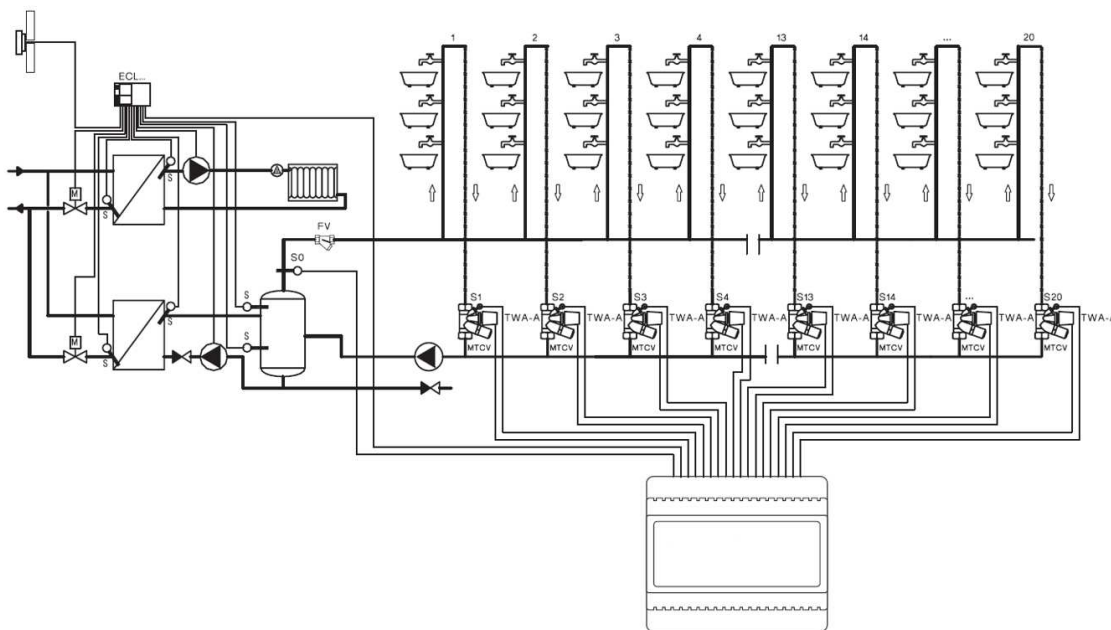 1 2 3 4 13 14 ... 20
ECL...
M
S
S
FV
S0
S
S
S
M
S
S1 S2 S3 S4 S13 S14 ... S20
TWA-A TWA-A TWA-A TWA-A TWA-A TWA-A TWA-A TWA-A
MTCV MTCV MTCV MTCV MTCV MTCV MTCV MTCV